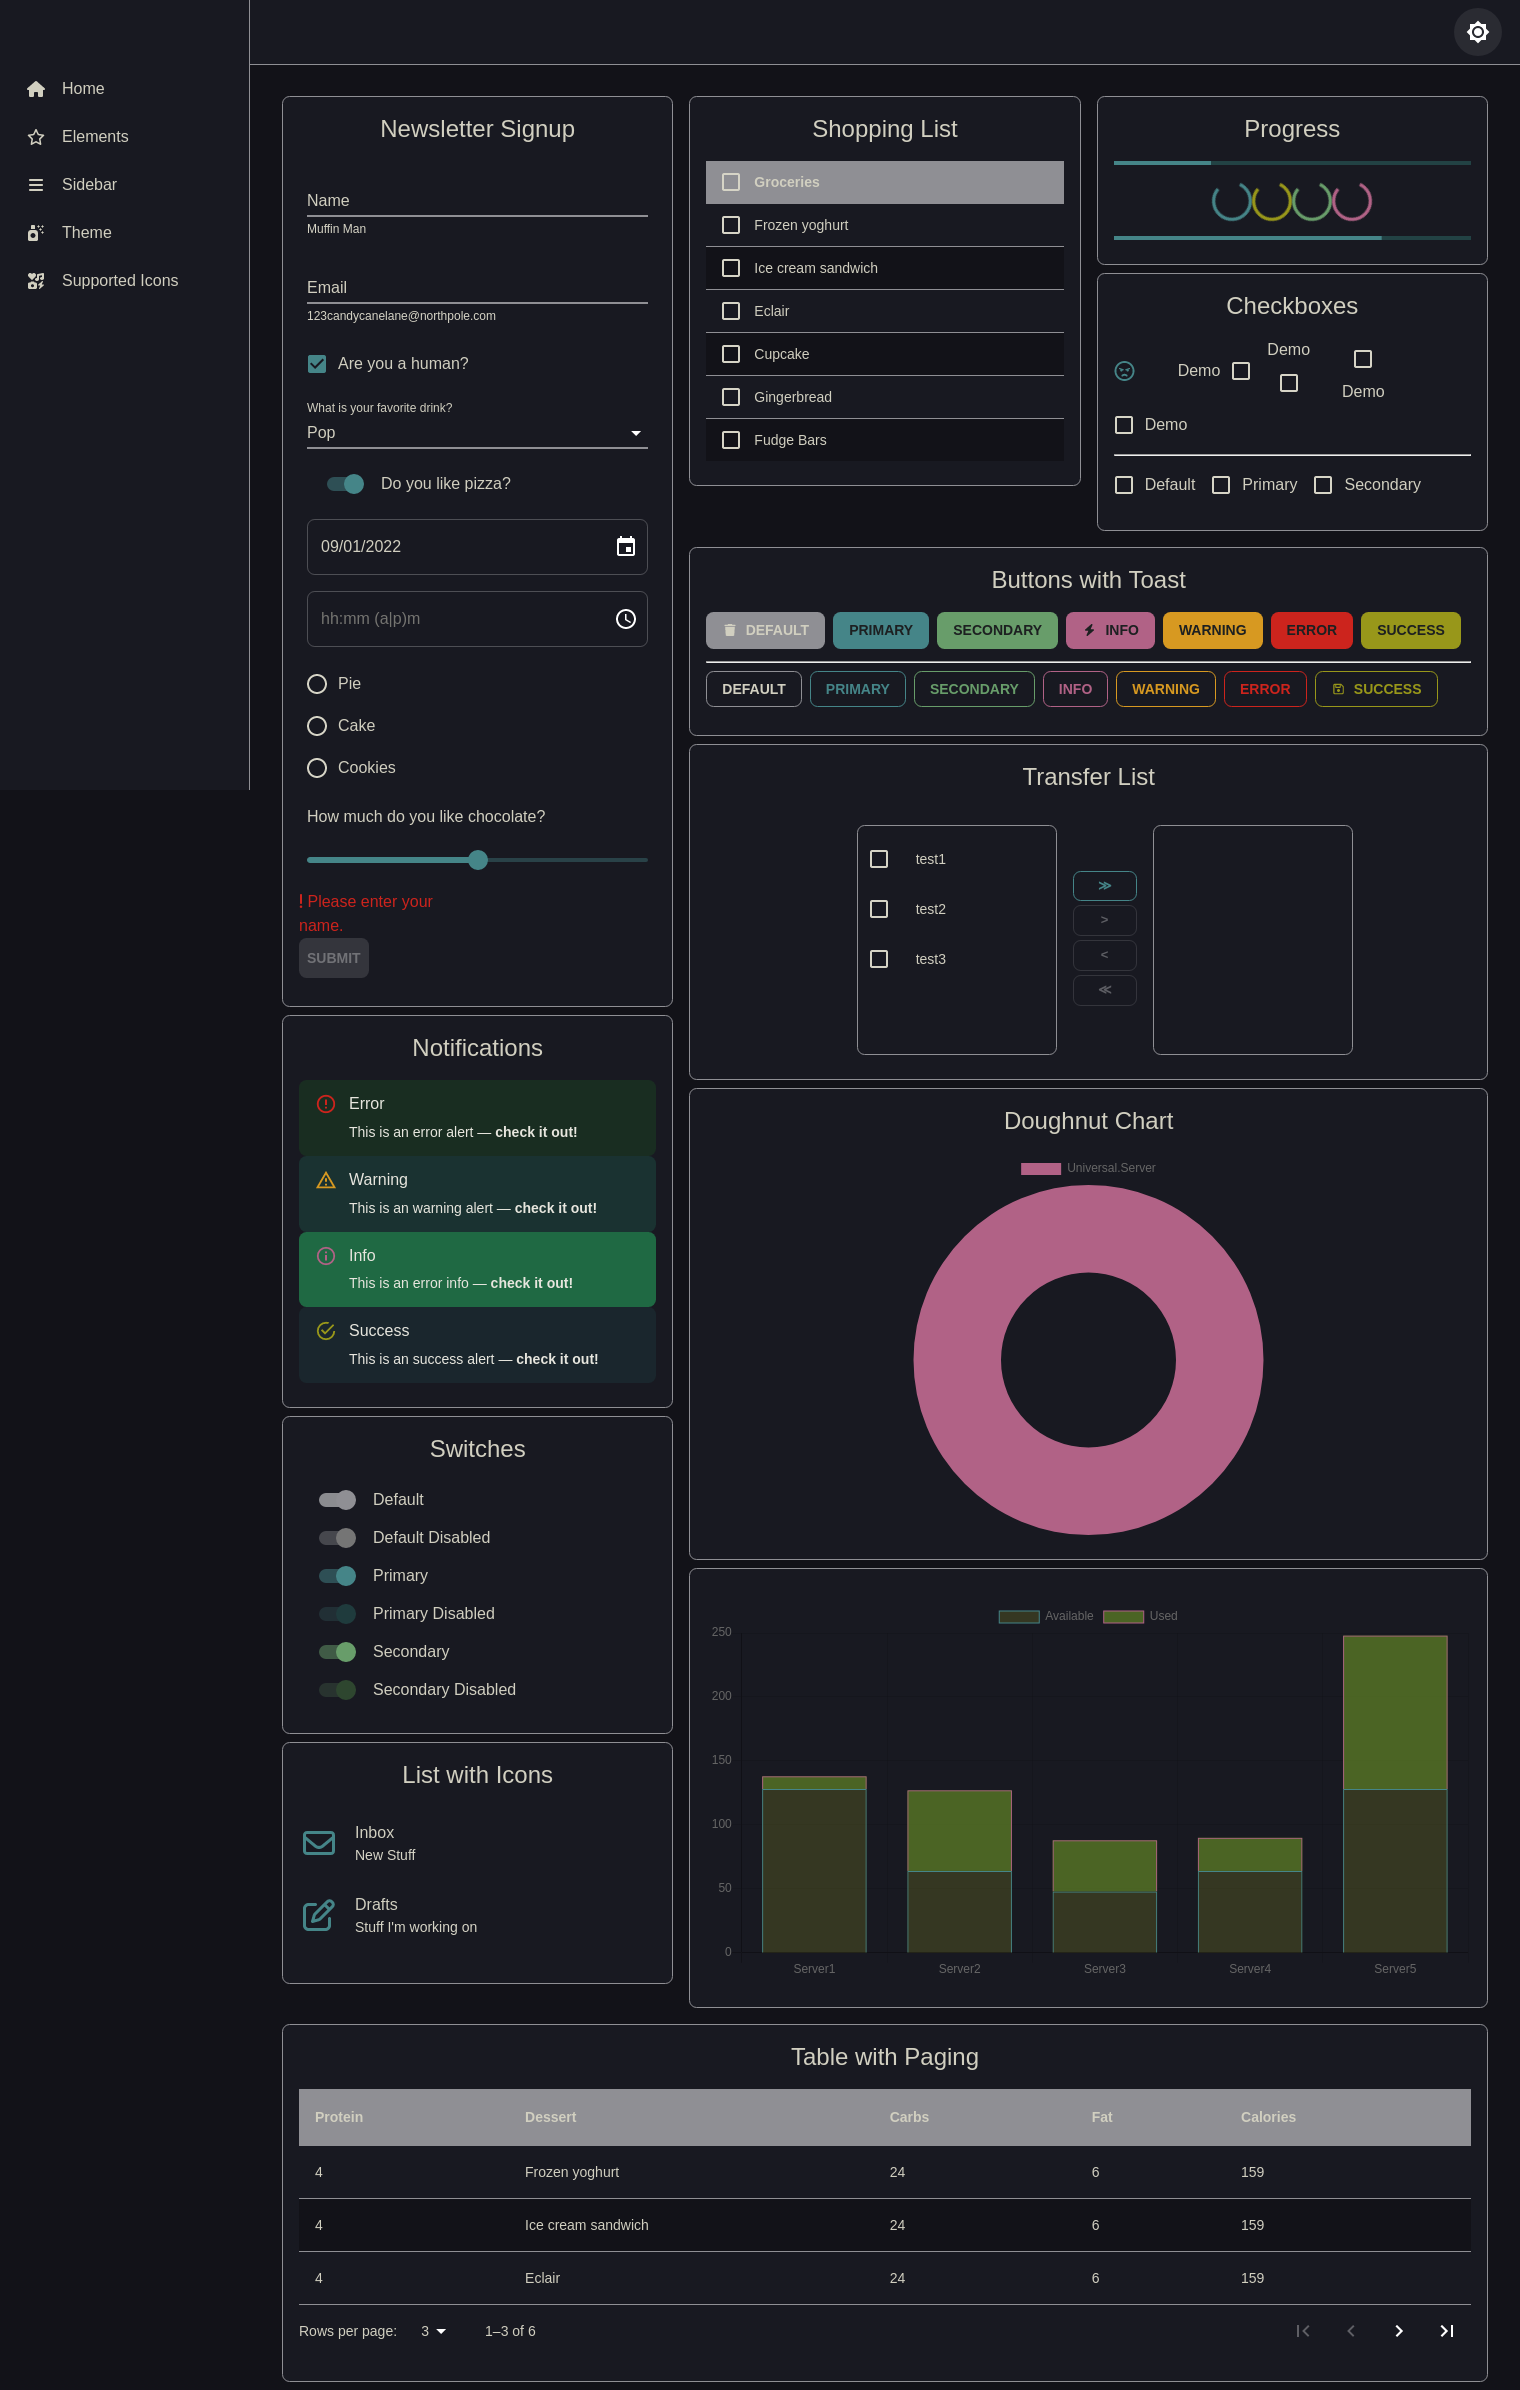 Home
Elements
Sidebar
Theme
Supported Icons
Newsletter Signup
Name
Muffin Man
Email
123candycanelane@northpole.com
Are you a human?
What is your favorite drink?
Pop
Do you like pizza?
09/01/2022
hh:mm (a|p)m
Pie
Cake
Cookies
How much do you like chocolate?
! Please enter your
name.
SUBMIT
Notifications
Error
This is an error alert — check it out!
Warning
This is an warning alert — check it out!
Info
This is an error info — check it out!
Success
This is an success alert — check it out!
Switches
Default
Default Disabled
Primary
Primary Disabled
Secondary
Secondary Disabled
List with Icons
Inbox
New Stuff
Drafts
Stuff I'm working on
Shopping List
Groceries
Frozen yoghurt
Ice cream sandwich
Eclair
Cupcake
Gingerbread
Fudge Bars
Progress
Checkboxes
Demo
Demo
Demo
Demo
Default Primary Secondary
Buttons with Toast
DEFAULT PRIMARY SECONDARY INFO WARNING ERROR SUCCESS
DEFAULT PRIMARY SECONDARY INFO WARNING ERROR SUCCESS
Transfer List
test1
test2
test3
≫
>
<
≪
Doughnut Chart
Universal.Server
Available Used
250
200
150
100
50
0
Server1 Server2 Server3 Server4 Server5
Table with Paging
Protein Dessert Carbs Fat Calories
4 Frozen yoghurt 24 6 159
4 Ice cream sandwich 24 6 159
4 Eclair 24 6 159
Rows per page: 3 1–3 of 6